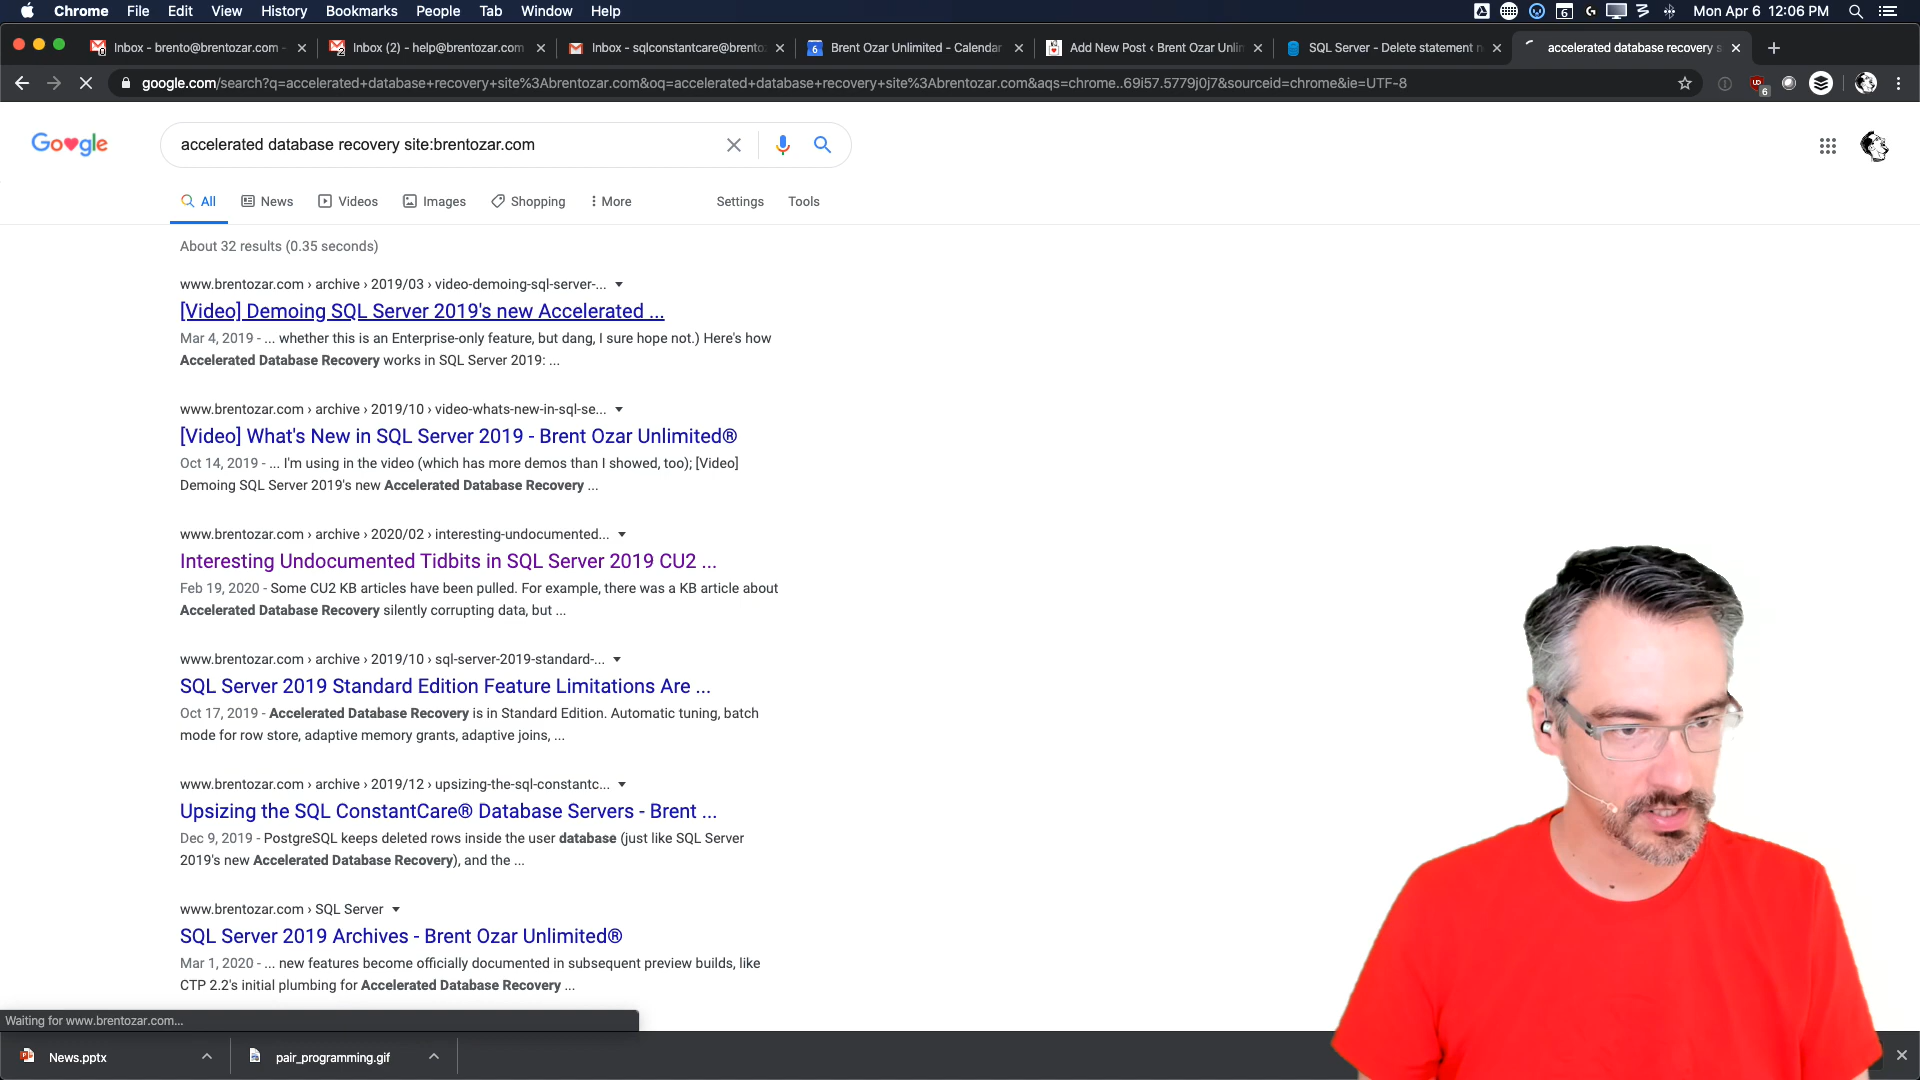 Chrome File Edit View History Bookmarks People Tab Window Help
6
Mon Apr 6 12:06 PM
Inbox - brento@brentozar.com -
Inbox (2) - help@brentozar.com
Inbox - sqlconstantcare@brento
Brent Ozar Unlimited - Calendar
Add New Post ‹ Brent Ozar Unlin
SQL Server - Delete statement n
accelerated database recovery s
google.com/search?q=accelerated+database+recovery+site%3Abrentozar.com&oq=accelerated+database+recovery+site%3Abrentozar.com&aqs=chrome..69i57.5779j0j7&sourceid=chrome&ie=UTF-8
6
Go♥gle
accelerated database recovery site:brentozar.com
All News Videos Images Shopping More Settings Tools
About 32 results (0.35 seconds)
www.brentozar.com › archive › 2019/03 › video-demoing-sql-server-...
[Video] Demoing SQL Server 2019's new Accelerated ...
Mar 4, 2019 - ... whether this is an Enterprise-only feature, but dang, I sure hope not.) Here's how
Accelerated Database Recovery works in SQL Server 2019: ...
www.brentozar.com › archive › 2019/10 › video-whats-new-in-sql-se...
[Video] What's New in SQL Server 2019 - Brent Ozar Unlimited®
Oct 14, 2019 - ... I'm using in the video (which has more demos than I showed, too); [Video]
Demoing SQL Server 2019's new Accelerated Database Recovery ...
www.brentozar.com › archive › 2020/02 › interesting-undocumented...
Interesting Undocumented Tidbits in SQL Server 2019 CU2 ...
Feb 19, 2020 - Some CU2 KB articles have been pulled. For example, there was a KB article about
Accelerated Database Recovery silently corrupting data, but ...
www.brentozar.com › archive › 2019/10 › sql-server-2019-standard-...
SQL Server 2019 Standard Edition Feature Limitations Are ...
Oct 17, 2019 - Accelerated Database Recovery is in Standard Edition. Automatic tuning, batch
mode for row store, adaptive memory grants, adaptive joins, ...
www.brentozar.com › archive › 2019/12 › upsizing-the-sql-constantc...
Upsizing the SQL ConstantCare® Database Servers - Brent ...
Dec 9, 2019 - PostgreSQL keeps deleted rows inside the user database (just like SQL Server
2019's new Accelerated Database Recovery), and the ...
www.brentozar.com › SQL Server
SQL Server 2019 Archives - Brent Ozar Unlimited®
Mar 1, 2020 - ... new features become officially documented in subsequent preview builds, like
CTP 2.2's initial plumbing for Accelerated Database Recovery ...
Waiting for www.brentozar.com...
News.pptx
pair_programming.gif